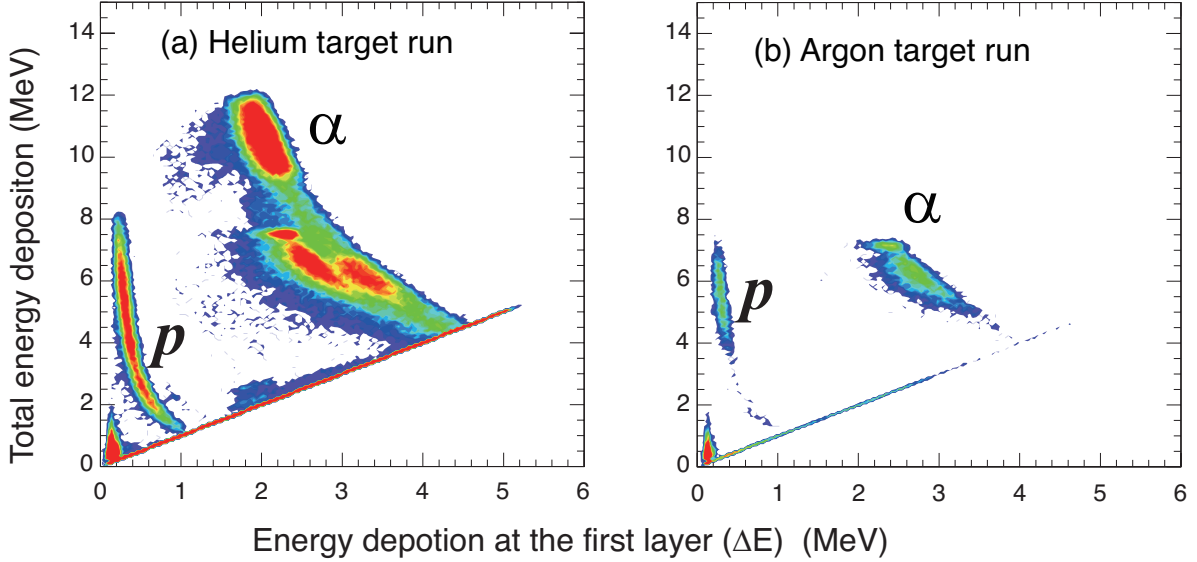 (a) Helium target run
(b) Argon target run
Total energy depositon (MeV)
14
12
10
8
6
4
2
0
α
p
0 1 2 3 4 5 6
14
12
10
8
6
4
2
0
α
p
0 1 2 3 4 5 6
Energy depotion at the first layer (ΔE) (MeV)